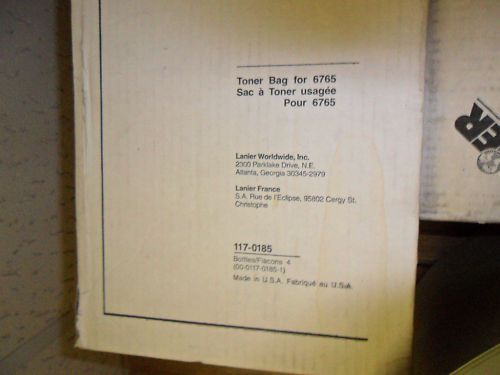 Toner Bag for 6765
Sac à Toner usagée
Pour 6765
Lanier Worldwide, Inc.
2300 Parklake Drive, N.E.
Atlanta, Georgia 30345-2979
Lanier France
S.A. Rue de l'Eclipse, 95802 Cergy St.
Christophe
117-0185
Bottles/Flacons 4
(00-0117-0185-1)
Made in U.S.A. Fabriqué au U.S.A.
ER